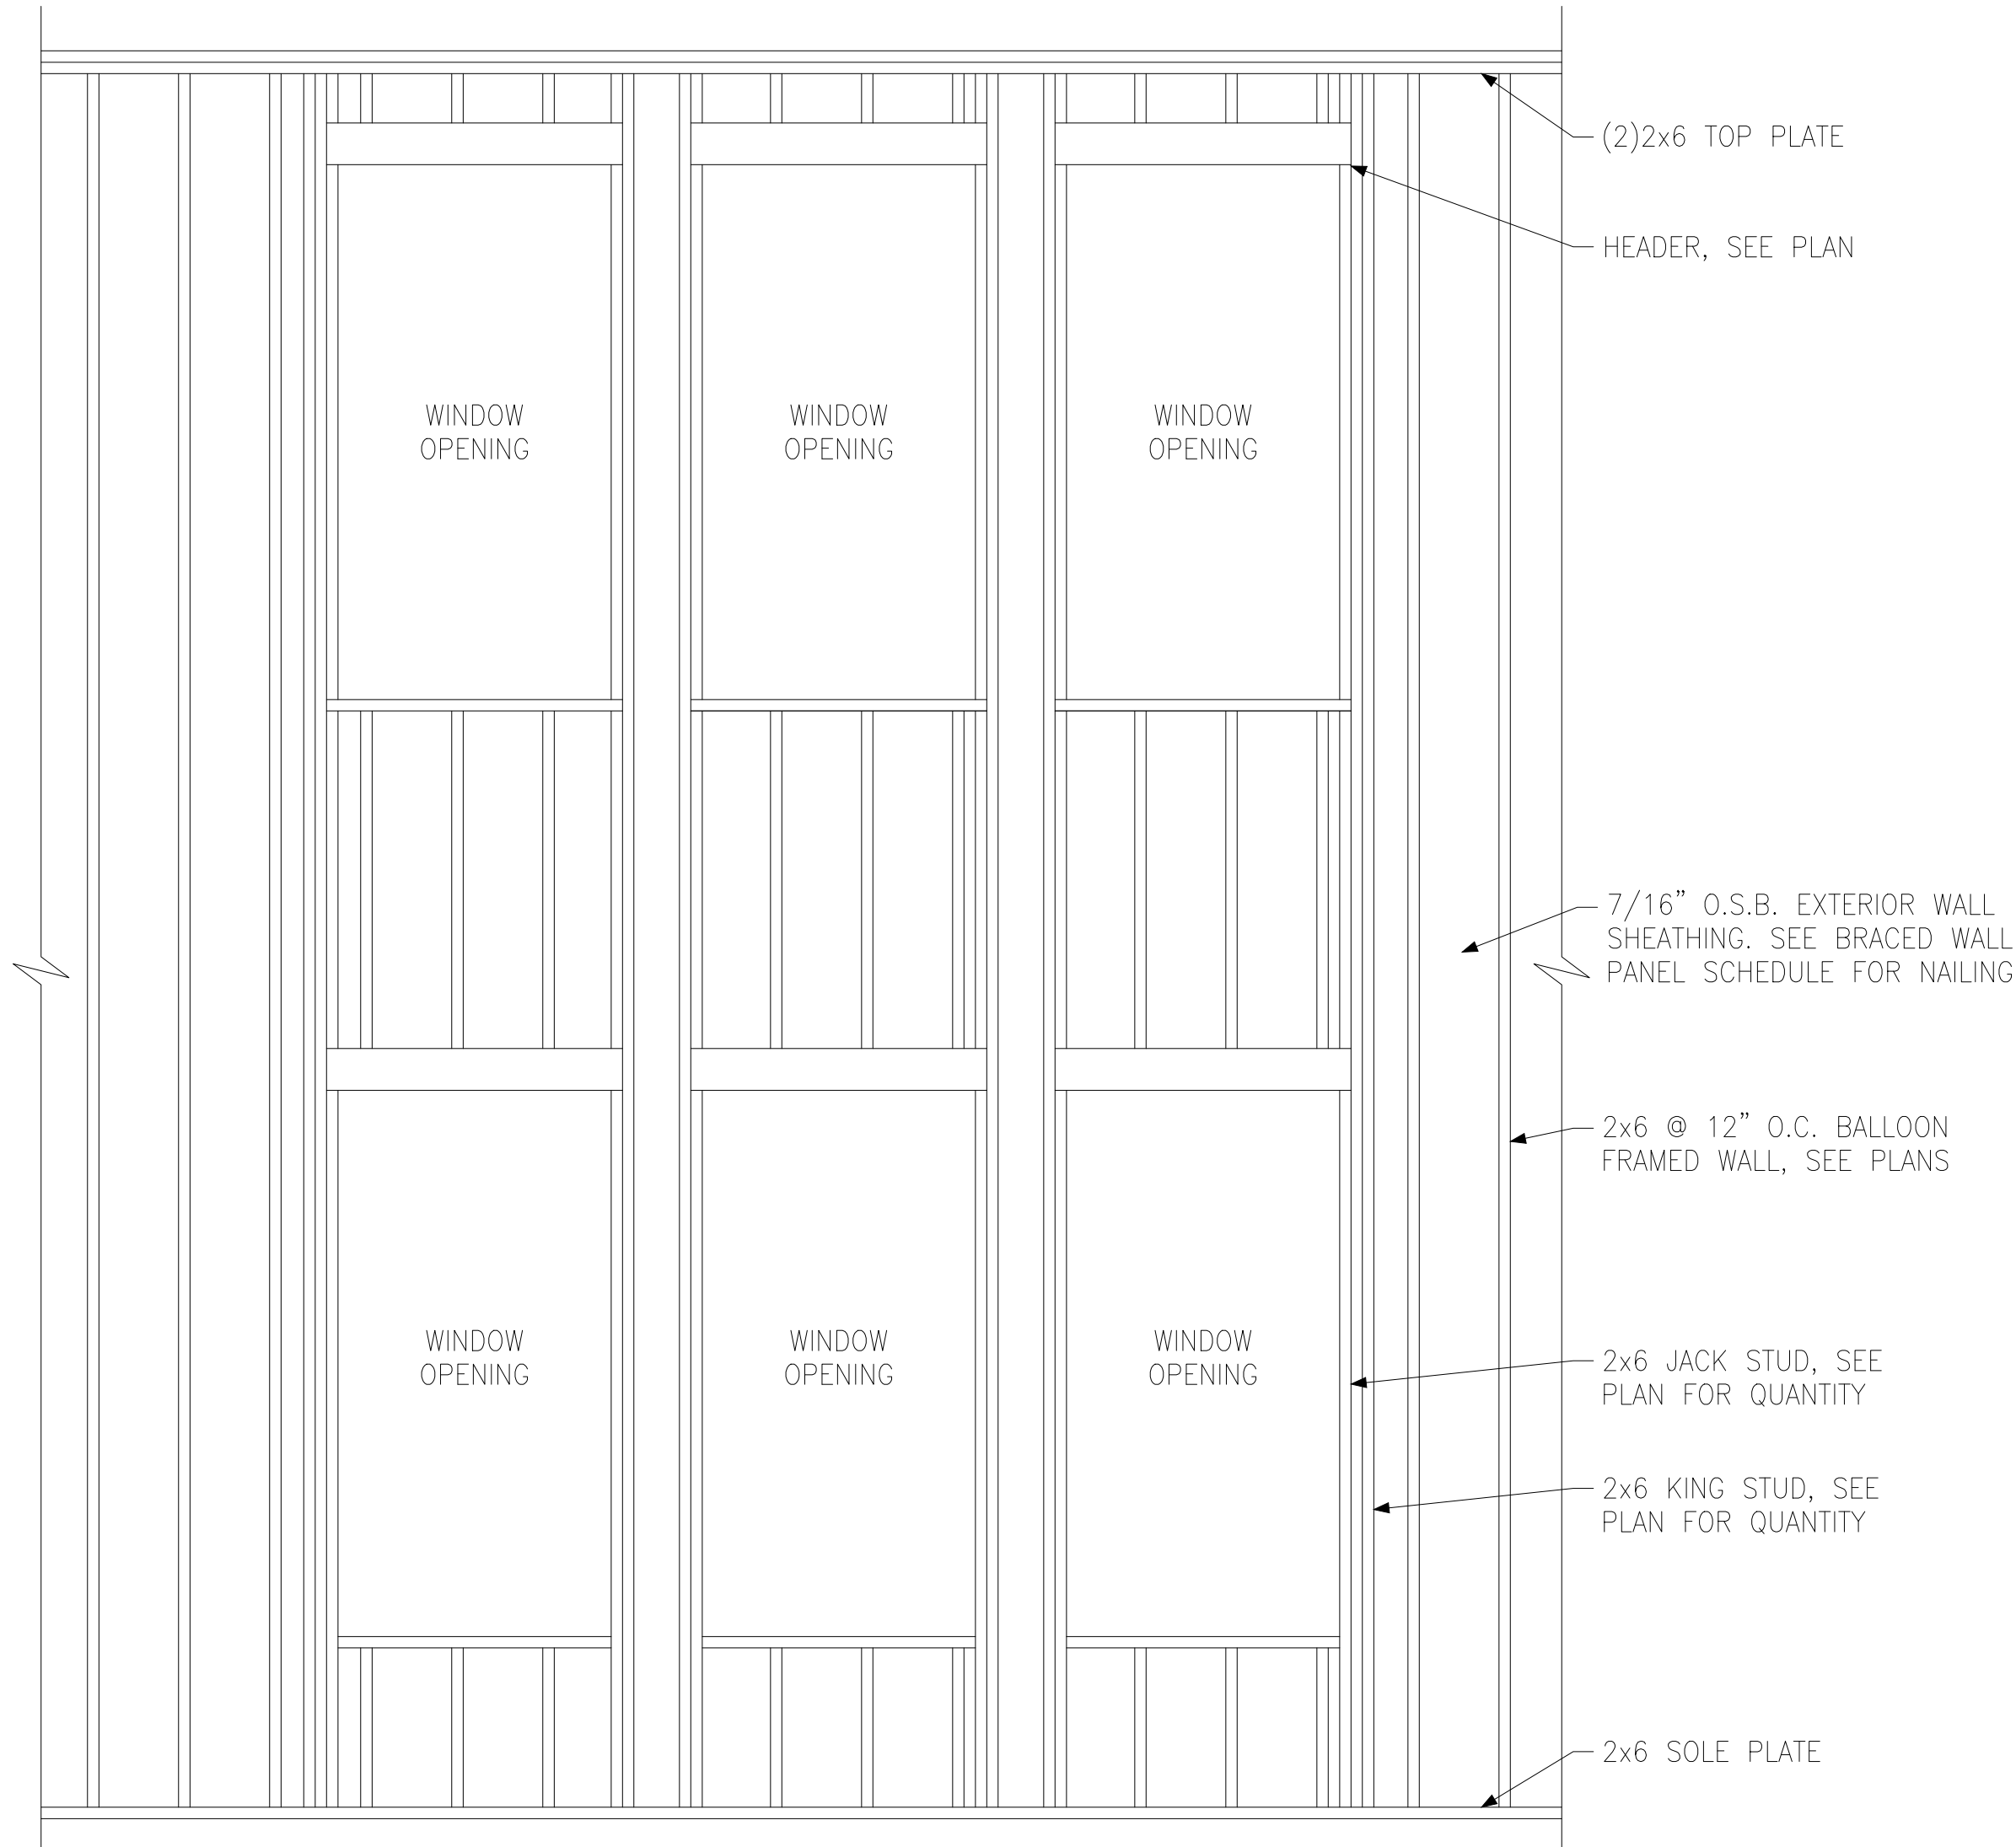 (2)2x6 TOP PLATE
HEADER, SEE PLAN
WINDOW
OPENING
WINDOW
OPENING
WINDOW
OPENING
7/16” O.S.B. EXTERIOR WALL
SHEATHING. SEE BRACED WALL
PANEL SCHEDULE FOR NAILING
2x6 @ 12” O.C. BALLOON
FRAMED WALL, SEE PLANS
WINDOW
OPENING
WINDOW
OPENING
WINDOW
OPENING
2x6 JACK STUD, SEE
PLAN FOR QUANTITY
2x6 KING STUD, SEE
PLAN FOR QUANTITY
2x6 SOLE PLATE